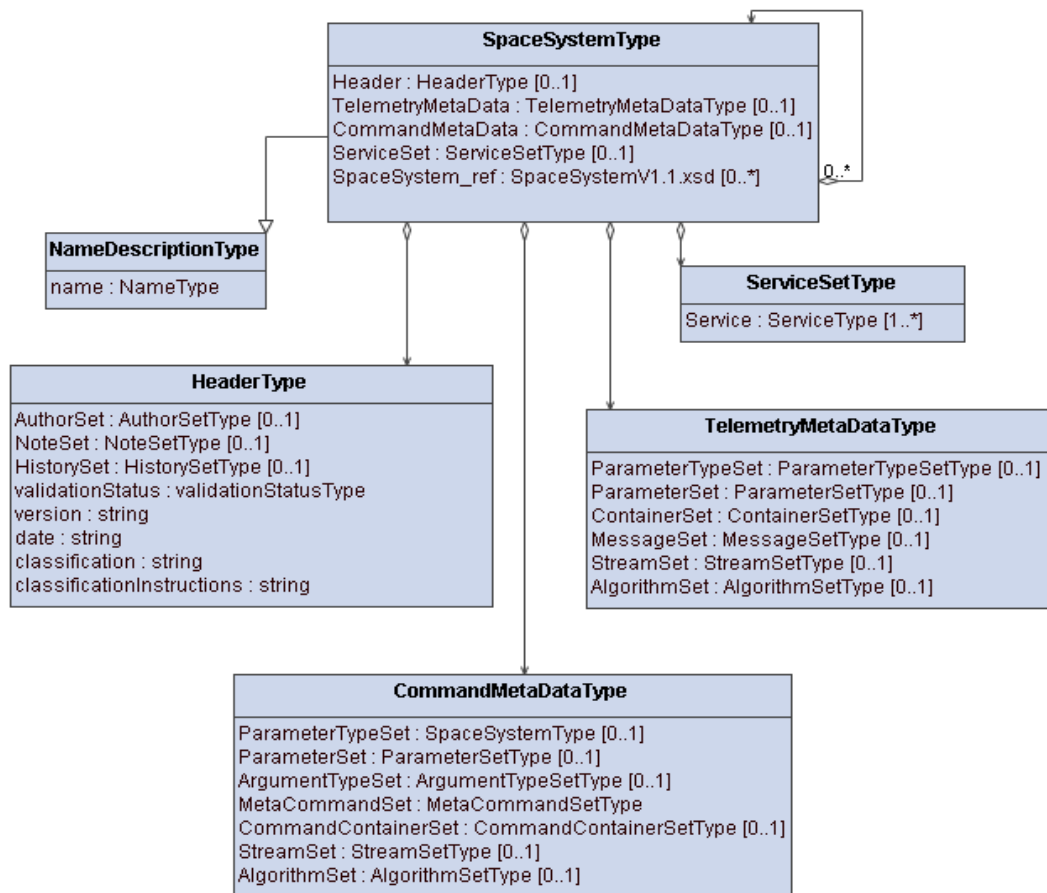 SpaceSystemType
Header : HeaderType [0..1]
TelemetryMetaData : TelemetryMetaDataType [0..1]
CommandMetaData : CommandMetaDataType [0..1]
ServiceSet : ServiceSetType [0..1]
SpaceSystem_ref : SpaceSystemV1.1.xsd [0..*]
0..*
NameDescriptionType
name : NameType
ServiceSetType
Service : ServiceType [1..*]
HeaderType
AuthorSet : AuthorSetType [0..1]
NoteSet : NoteSetType [0..1]
HistorySet : HistorySetType [0..1]
validationStatus : validationStatusType
version : string
date : string
classification : string
classificationInstructions : string
TelemetryMetaDataType
ParameterTypeSet : ParameterTypeSetType [0..1]
ParameterSet : ParameterSetType [0..1]
ContainerSet : ContainerSetType [0..1]
MessageSet : MessageSetType [0..1]
StreamSet : StreamSetType [0..1]
AlgorithmSet : AlgorithmSetType [0..1]
CommandMetaDataType
ParameterTypeSet : SpaceSystemType [0..1]
ParameterSet : ParameterSetType [0..1]
ArgumentTypeSet : ArgumentTypeSetType [0..1]
MetaCommandSet : MetaCommandSetType
CommandContainerSet : CommandContainerSetType [0..1]
StreamSet : StreamSetType [0..1]
AlgorithmSet : AlgorithmSetType [0..1]